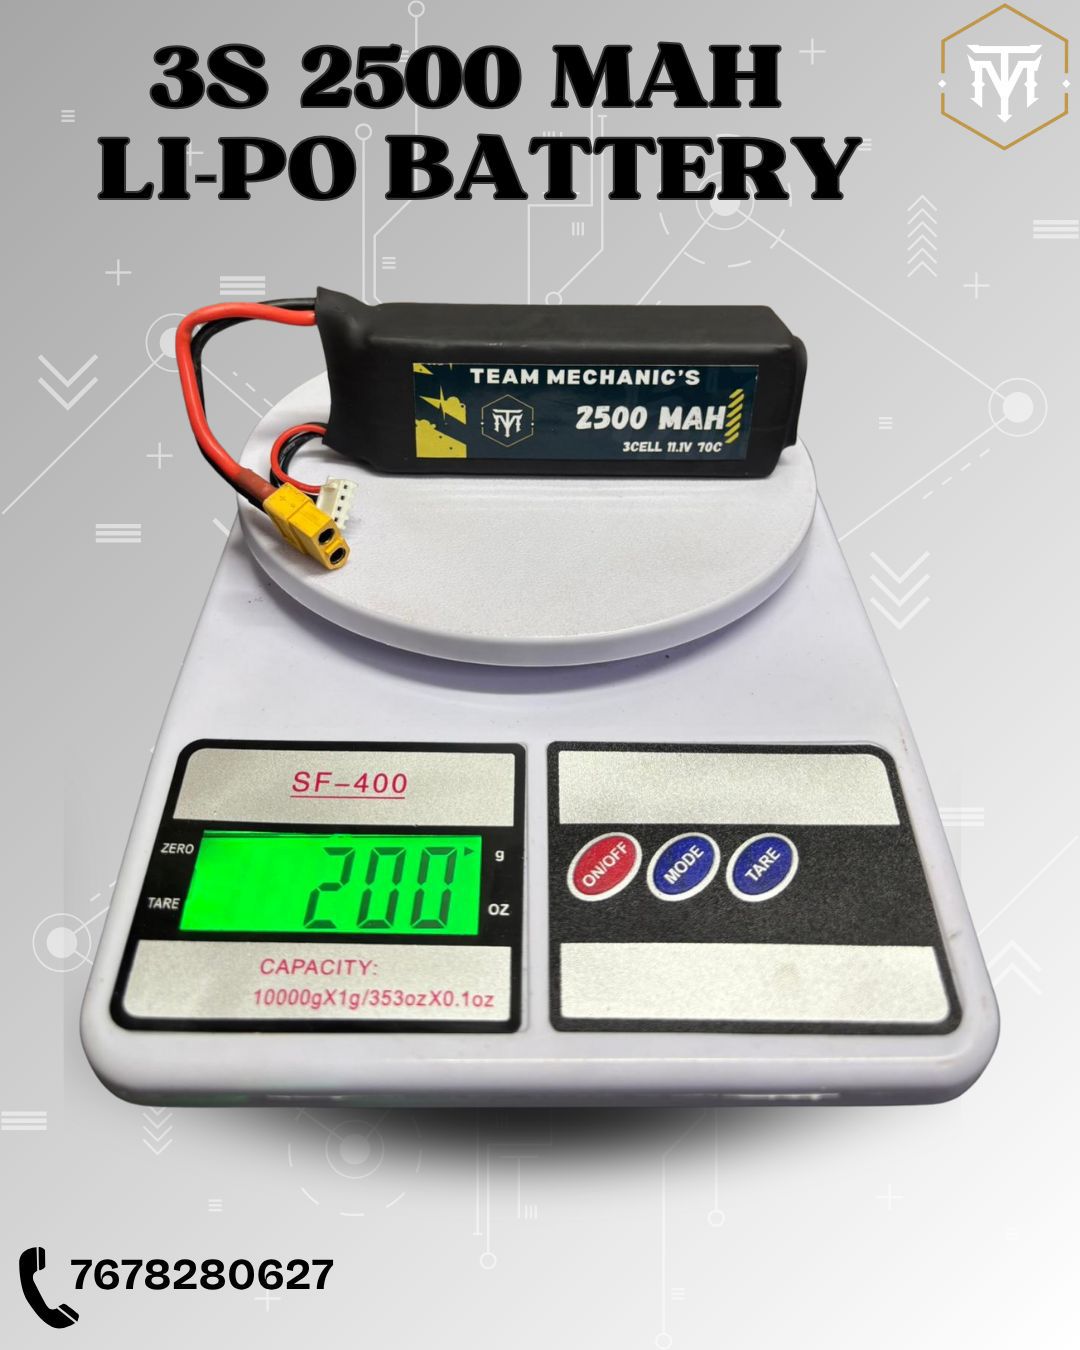 3S 2500 MAH
LI-PO BATTERY
TEAM MECHANIC'S
2500 MAH
3CELL 11.1V 70C
SF-400
ZERO
g
TARE
OZ
200
CAPACITY:
10000gX1g/353ozX0.1oz
ON/OFF
MODE
TARE
7678280627